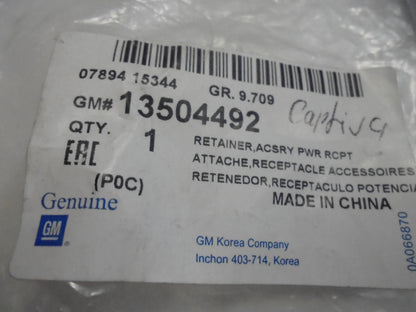 07894 15344 GR. 9.709
GM# 13504492 Captiva
QTY. 1 RETAINER,ACSRY PWR RCPT
ATTACHE,RECEPTACLE ACCESSOIRES
RETENEDOR,RECEPTACULO POTENCIA
EAC
(P0C) MADE IN CHINA
Genuine
GM
GM Korea Company
Inchon 403-714, Korea
0A066870